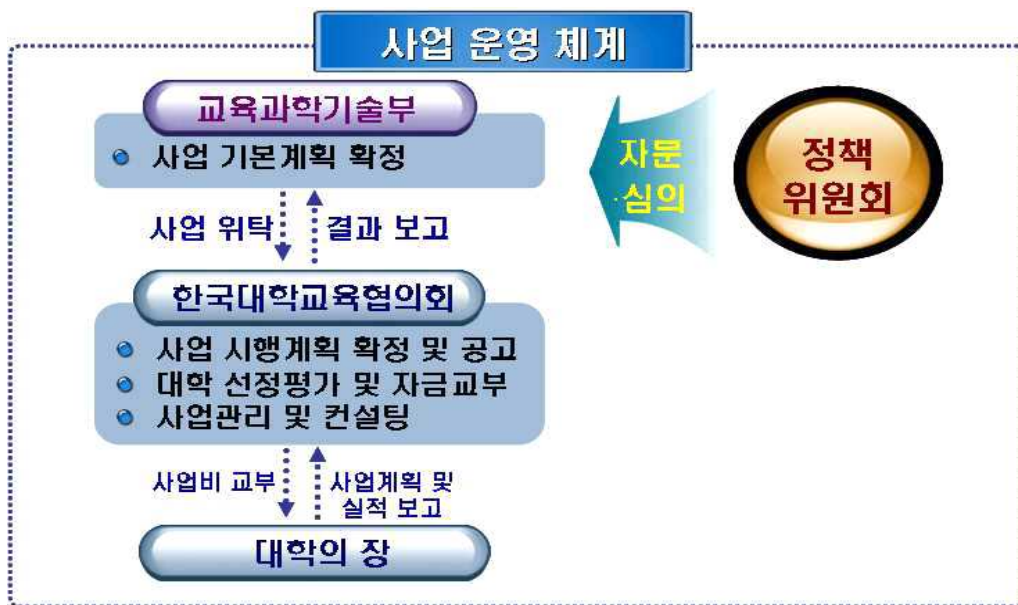 사업 운영 체계
교육과학기술부
사업 기본계획 확정
자문
·심의
정책
위원회
사업 위탁
결과 보고
한국대학교육협의회
사업 시행계획 확정 및 공고
대학 선정평가 및 자금교부
사업관리 및 컨설팅
사업비 교부
사업계획 및
실적 보고
대학의 장